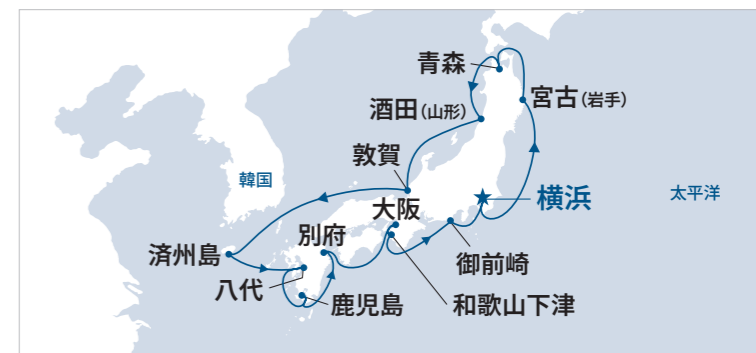 青森
宮古（岩手）
酒田（山形）
敦賀
韓国
大阪
横浜
太平洋
別府
済州島
御前崎
八代
鹿児島
和歌山下津